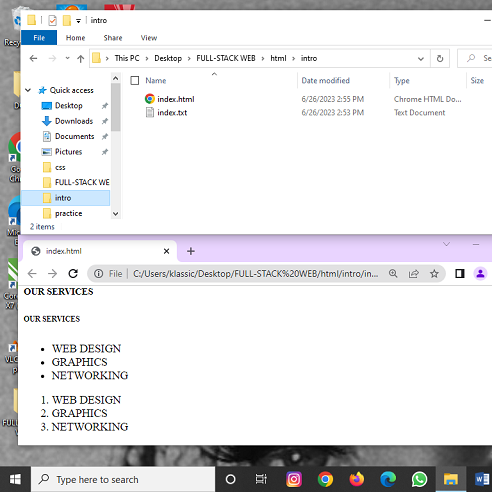 intro
File
Home
Share
View
This PC > Desktop > FULL-STACK WEB > html > intro
Name
Date modified
Type
Size
Quick access
Desktop
Downloads
Documents
Pictures
css
FULL-STACK WE
intro
practice
index.html
6/26/2023 2:55 PM
Chrome HTML Do...
index.txt
6/26/2023 2:53 PM
Text Document
2 items
index.html
File
C:/Users/klassic/Desktop/FULL-STACK%20WEB/html/intro/in...
OUR SERVICES
OUR SERVICES
• WEB DESIGN
• GRAPHICS
• NETWORKING
1. WEB DESIGN
2. GRAPHICS
3. NETWORKING
Type here to search